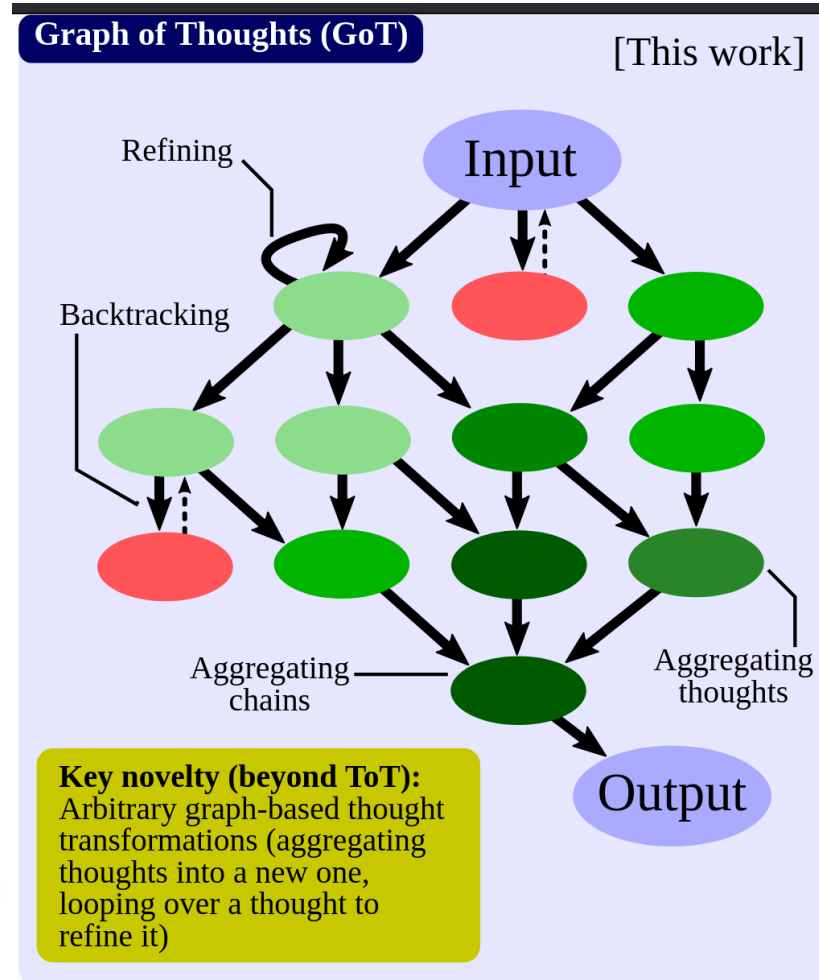 Graph of Thoughts (GoT)
[This work]
Refining
Input
Backtracking
Aggregating
chains
Aggregating
thoughts
Key novelty (beyond ToT):
Arbitrary graph-based thought
transformations (aggregating
thoughts into a new one,
looping over a thought to
refine it)
Output